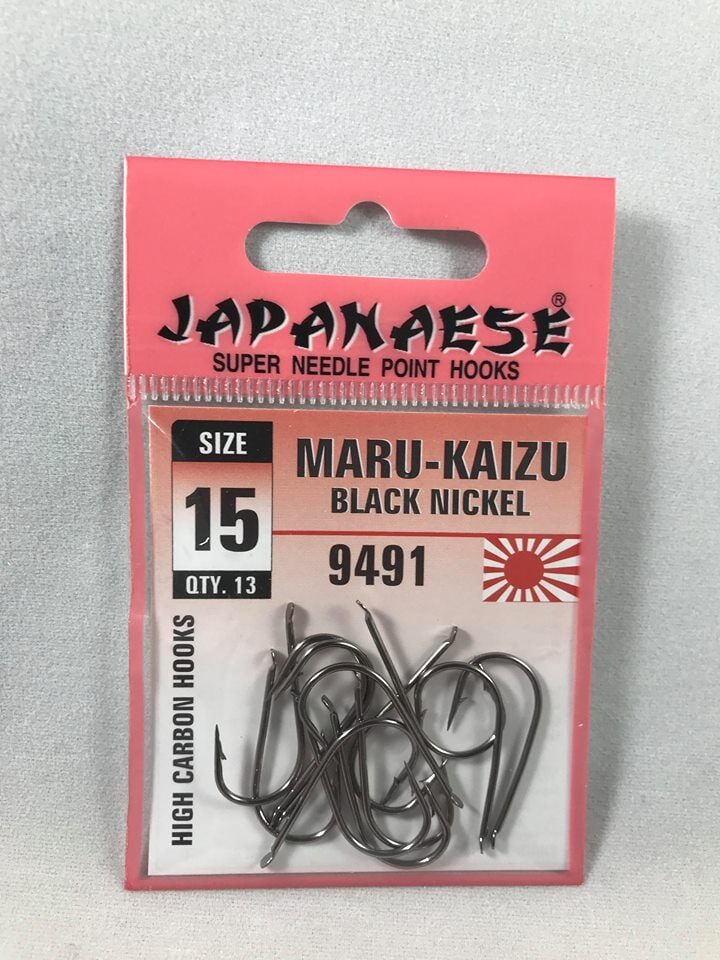 JAPANAESE®
SUPER NEEDLE POINT HOOKS
SIZE
15
QTY. 13
MARU-KAIZU
BLACK NICKEL
9491
HIGH CARBON HOOKS